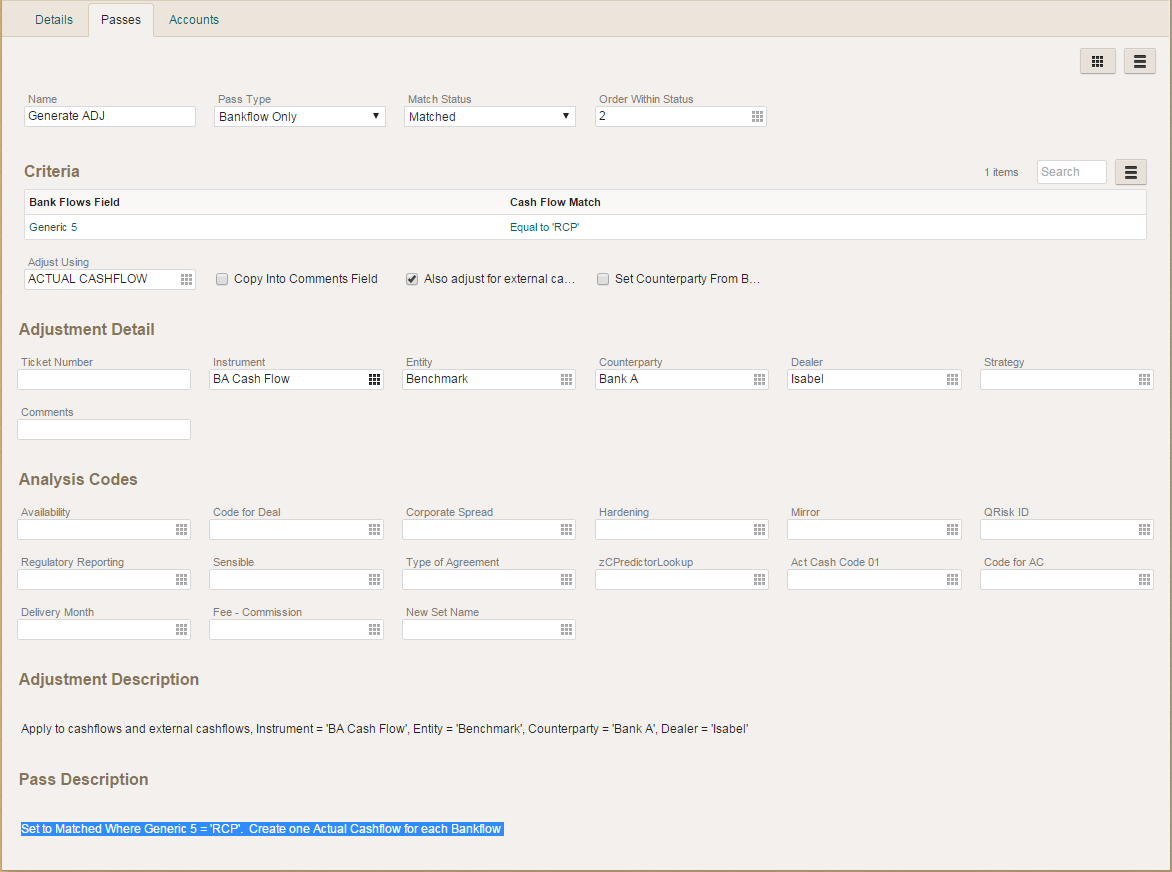 Details Passes Accounts
Name Pass Type Match Status Order Within Status
Generate ADJ Bankflow Only Matched 2
Criteria 1 items Search
Bank Flows Field Cash Flow Match
Generic 5 Equal to 'RCP'
Adjust Using
ACTUAL CASHFLOW Copy Into Comments Field Also adjust for external ca... Set Counterparty From B...
Adjustment Detail
Ticket Number Instrument Entity Counterparty Dealer Strategy
BA Cash Flow Benchmark Bank A Isabel
Comments
Analysis Codes
Availability Code for Deal Corporate Spread Hardening Mirror QRisk ID
Regulatory Reporting Sensible Type of Agreement zCPredictorLookup Act Cash Code 01 Code for AC
Delivery Month Fee - Commission New Set Name
Adjustment Description
Apply to cashflows and external cashflows, Instrument = 'BA Cash Flow', Entity = 'Benchmark', Counterparty = 'Bank A', Dealer = 'Isabel'
Pass Description
Set to Matched Where Generic 5 = 'RCP'.  Create one Actual Cashflow for each Bankflow